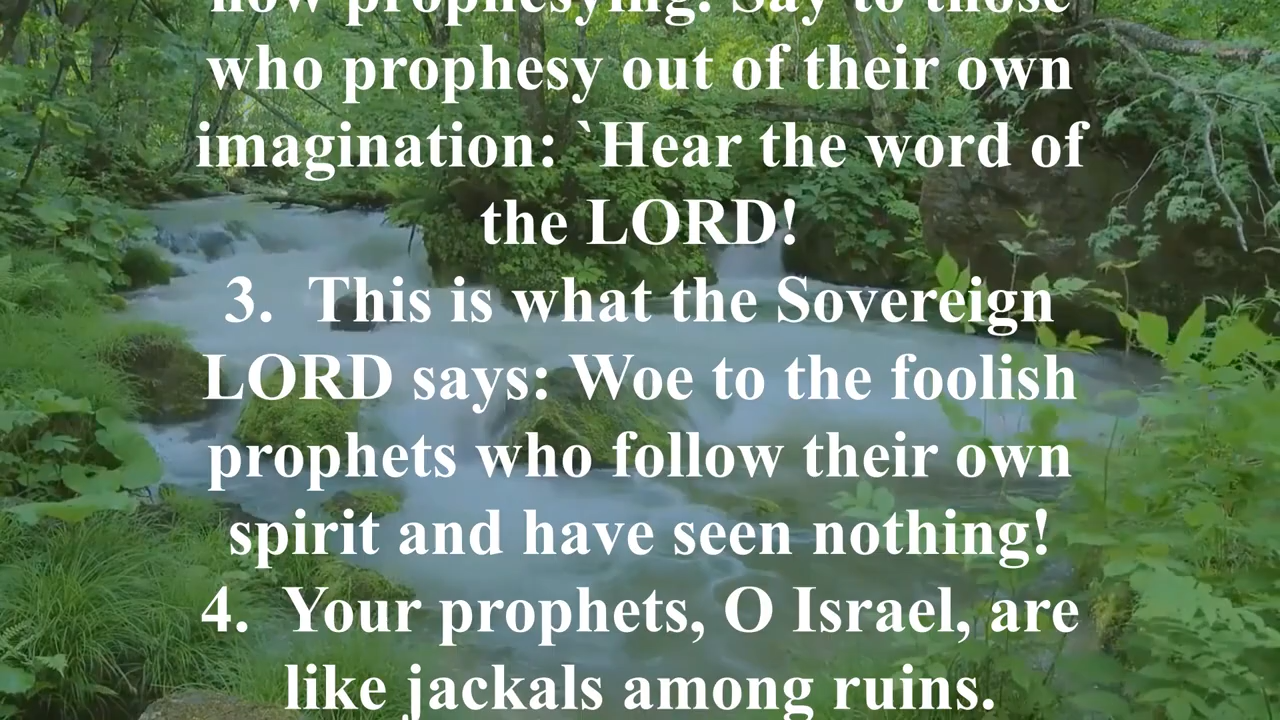 now prophesying. Say to those
who prophesy out of their own
imagination: `Hear the word of
the LORD!
3.  This is what the Sovereign
LORD says: Woe to the foolish
prophets who follow their own
spirit and have seen nothing!
4.  Your prophets, O Israel, are
like jackals among ruins.